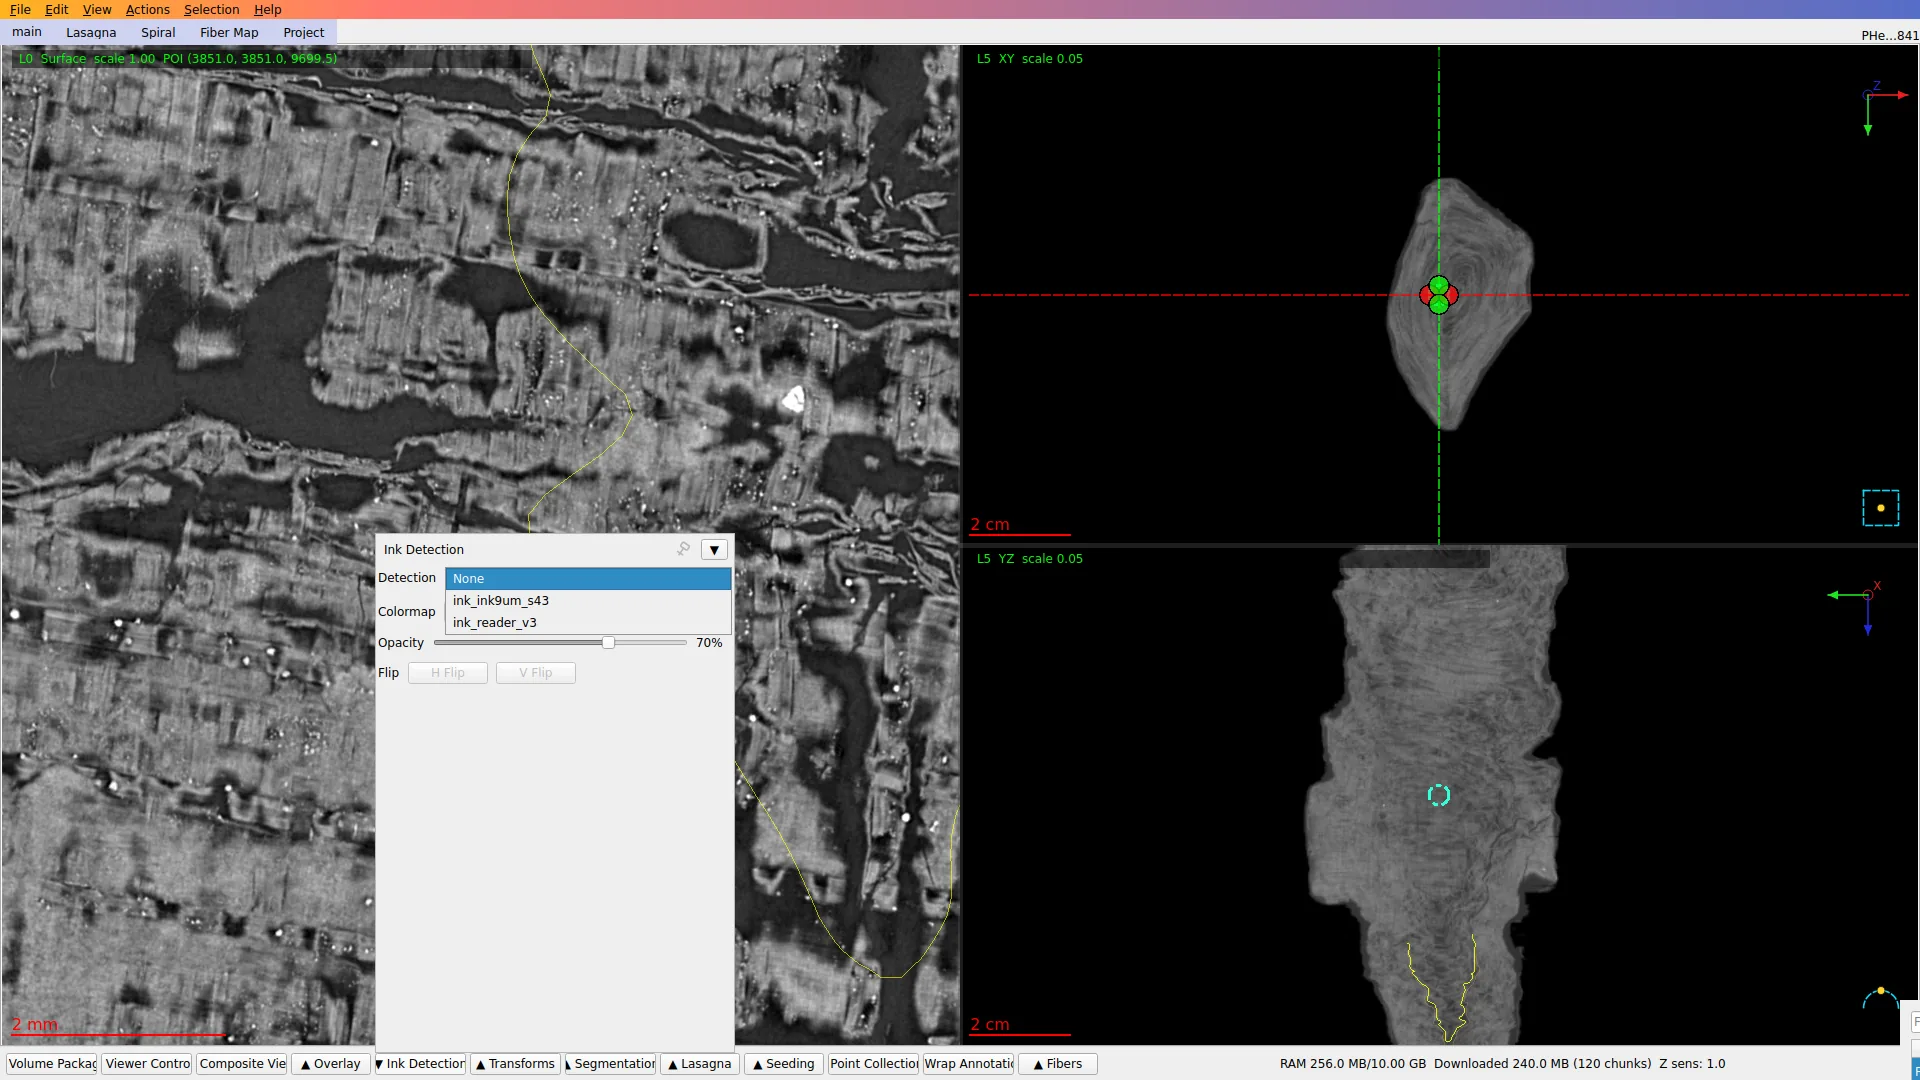 File Edit View Actions Selection Help
main Lasagna Spiral Fiber Map Project
PHe...841
L0 Surface scale 1.00 POI (3851.0, 3851.0, 9699.5)
L5 XY scale 0.05
Z
2 cm
L5 YZ scale 0.05
X
2 cm
2 mm
Ink Detection ▼
Detection None
ink_ink9um_s43
ink_reader_v3
Colormap
Opacity 70%
Flip H Flip V Flip
Volume Packag Viewer Contro Composite Vie ▲ Overlay ▼ Ink Detection ▲ Transforms ▲ Segmentation ▲ Lasagna ▲ Seeding Point Collection Wrap Annotatic ▲ Fibers
RAM 256.0 MB/10.00 GB Downloaded 240.0 MB (120 chunks) Z sens: 1.0